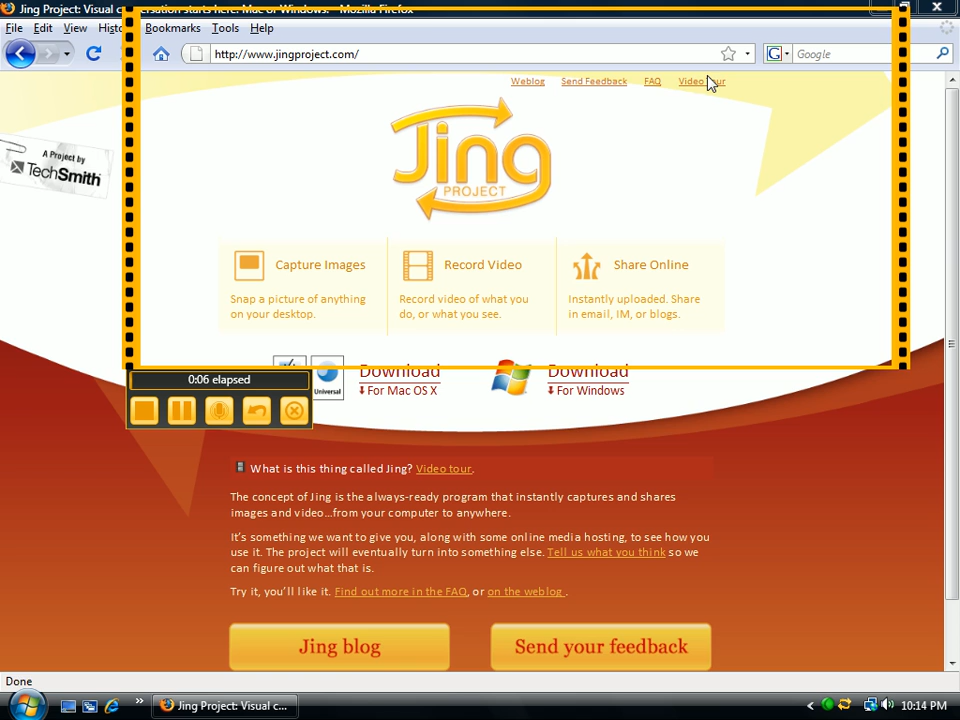 Jing Project: Visual conversation starts here. Mac or Windows. - Mozilla Firefox
File Edit View Bookmarks Tools Help
http://www.jingproject.com/
Google
Weblog Send Feedback FAQ Video
A Project by
TechSmith
Jing
PROJECT
Capture Images
Snap a picture of anything
on your desktop.
Record Video
Record video of what you
do, or what you see.
Share Online
Instantly uploaded. Share
in email, IM, or blogs.
Universal
Download
For Mac OS X
Download
For Windows
0:06 elapsed
What is this thing called Jing? Video tour.
The concept of Jing is the always-ready program that instantly captures and shares
images and video...from your computer to anywhere.
It's something we want to give you, along with some online media hosting, to see how you
use it. The project will eventually turn into something else. Tell us what you think so we
can figure out what that is.
Try it, you'll like it. Find out more in the FAQ, or on the weblog .
Jing blog
Send your feedback
Done
Jing Project: Visual c...
10:14 PM